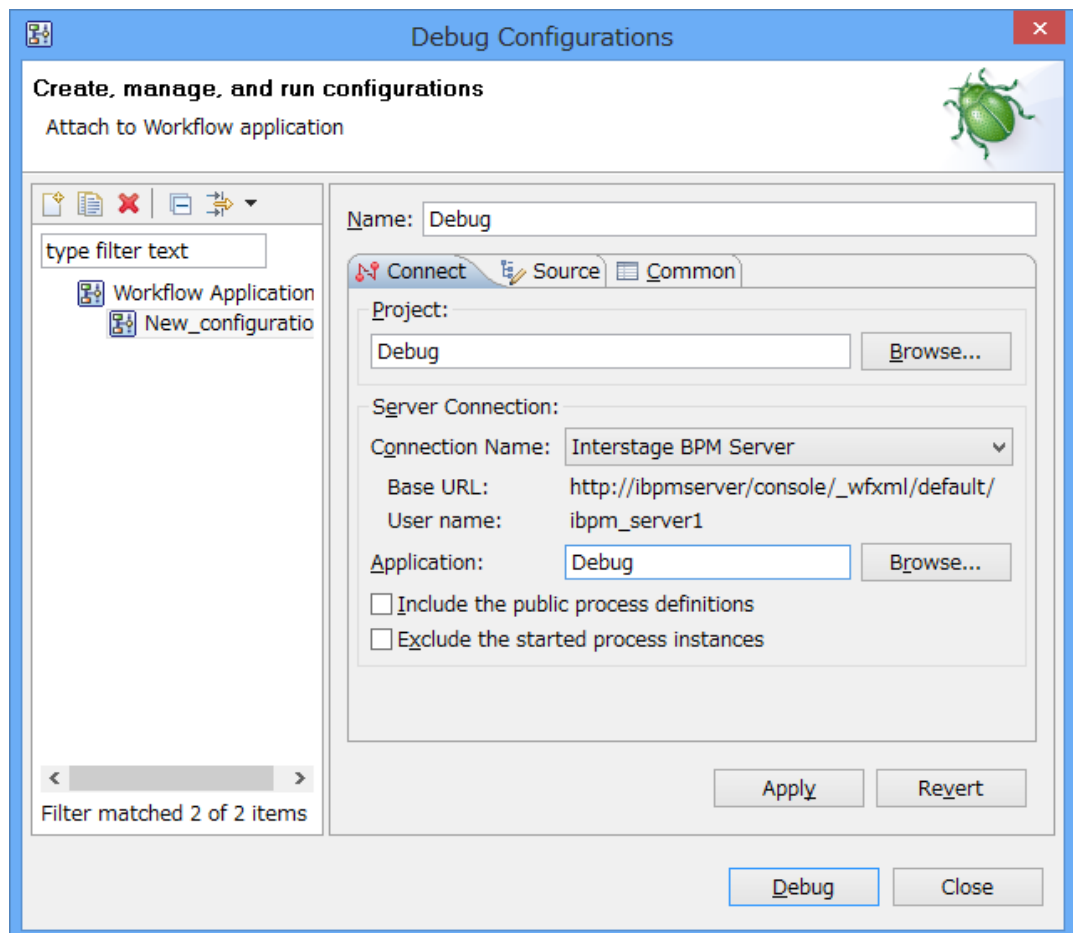 Debug Configurations
Create, manage, and run configurations
Attach to Workflow application
type filter text
Workflow Application
New_configuratio
Filter matched 2 of 2 items
Name: Debug
Connect Source Common
Project:
Debug Browse...
Server Connection:
Connection Name: Interstage BPM Server
Base URL: http://ibpmserver/console/_wfxml/default/
User name: ibpm_server1
Application: Debug Browse...
Include the public process definitions
Exclude the started process instances
Apply Revert
Debug Close